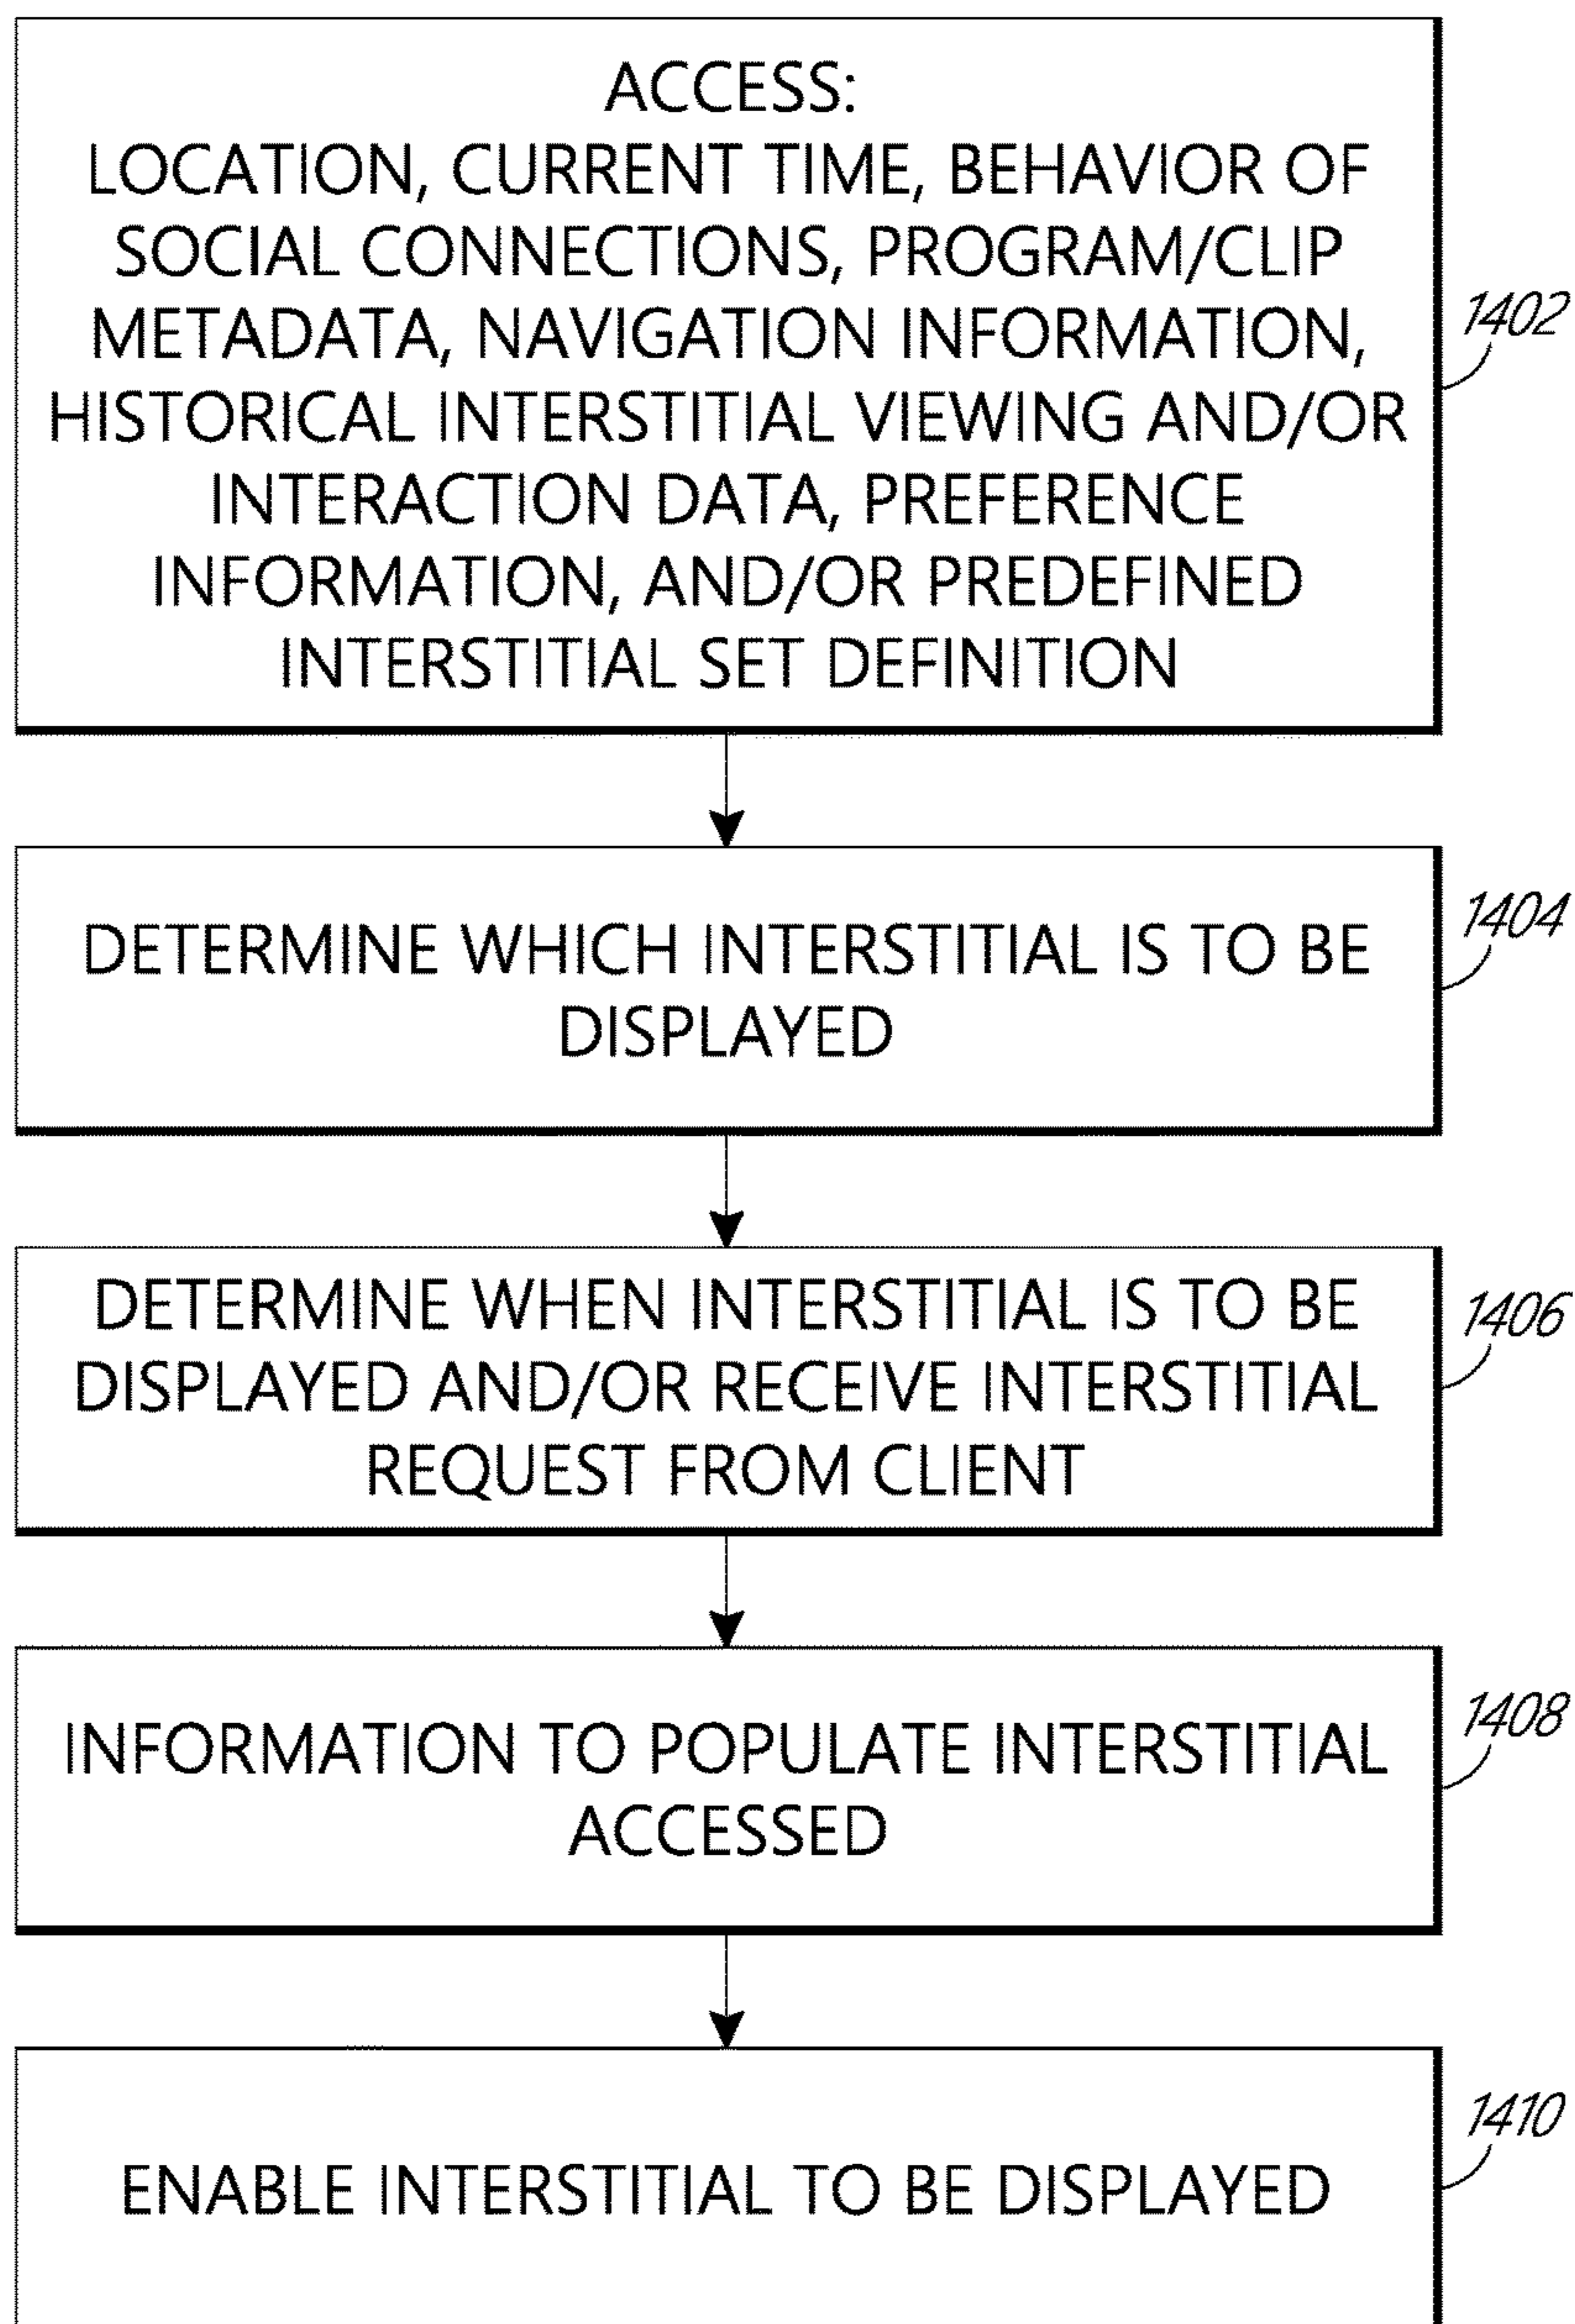 ACCESS:
LOCATION, CURRENT TIME, BEHAVIOR OF
SOCIAL CONNECTIONS, PROGRAM/CLIP
METADATA, NAVIGATION INFORMATION,
HISTORICAL INTERSTITIAL VIEWING AND/OR
INTERACTION DATA, PREFERENCE
INFORMATION, AND/OR PREDEFINED
INTERSTITIAL SET DEFINITION
1402
DETERMINE WHICH INTERSTITIAL IS TO BE
DISPLAYED
1404
DETERMINE WHEN INTERSTITIAL IS TO BE
DISPLAYED AND/OR RECEIVE INTERSTITIAL
REQUEST FROM CLIENT
1406
INFORMATION TO POPULATE INTERSTITIAL
ACCESSED
1408
ENABLE INTERSTITIAL TO BE DISPLAYED
1410